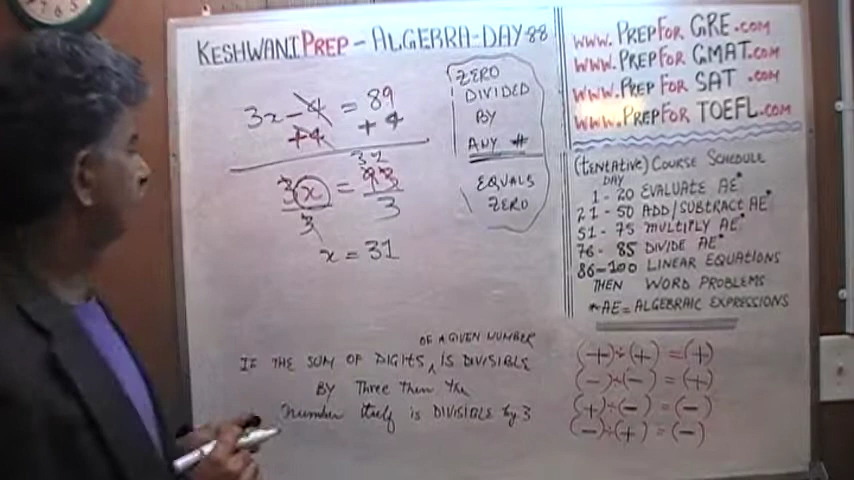 KESHWANI PREP - ALGEBRA - DAY - 88
3x - 4 = 89
+4 + 4
3x = 93
3 3
x = 31
ZERO
DIVIDED
BY
ANY #
EQUALS
ZERO
OF A GIVEN NUMBER
IF THE SUM OF DIGITS, IS DIVISIBLE
BY Three Then the
number itself is DIVISIBLE by 3
www.PREPFOR GRE.com
www.PREPFOR GMAT.com
www.PREP FOR SAT.com
www.PREPFOR TOEFL.com
(TENTATIVE) COURSE SCHEDULE
DAY
1 - 20 EVALUATE AE*
21 - 50 ADD/SUBTRACT AE*
51 - 75 MULTIPLY AE*
76 - 85 DIVIDE AE*
86-100 LINEAR EQUATIONS
THEN WORD PROBLEMS
*AE = ALGEBRAIC EXPRESSIONS
(+)÷(+) = (+)
(-)÷(-) = (+)
(+)÷(-) = (-)
(-)÷(+) = (-)